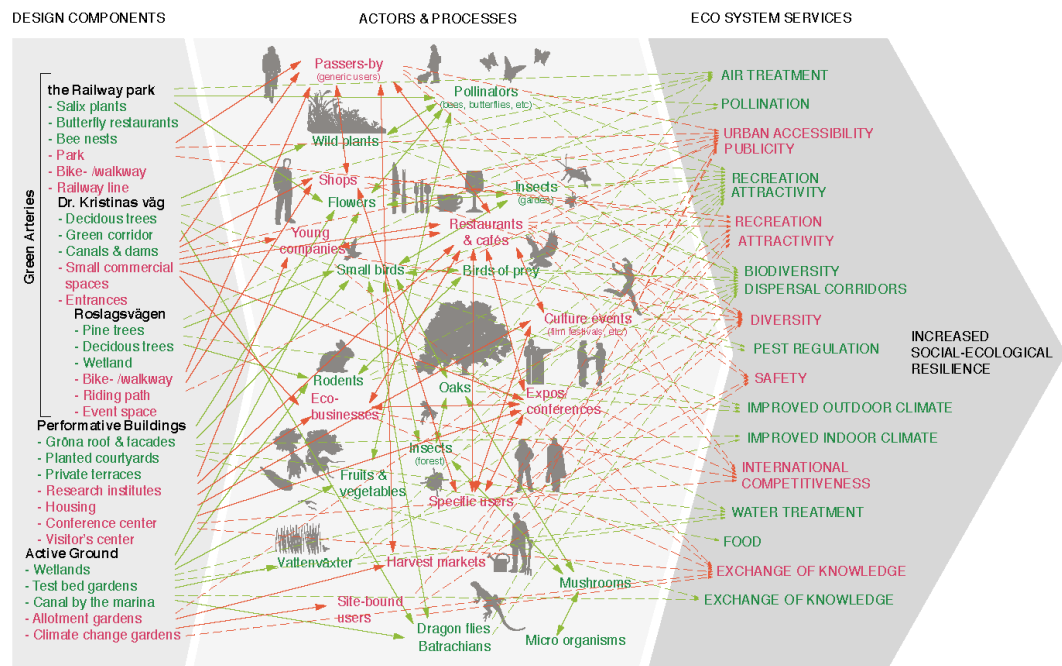 DESIGN COMPONENTS
ACTORS & PROCESSES
ECO SYSTEM SERVICES
Green Arteries
the Railway park
- Salix plants
- Butterfly restaurants
- Bee nests
- Park
- Bike- /walkway
- Railway line
Dr. Kristinas väg
- Decidous trees
- Green corridor
- Canals & dams
- Small commercial
spaces
- Entrances
Roslagsvägen
- Pine trees
- Decidous trees
- Wetland
- Bike- /walkway
- Riding path
- Event space
Performative Buildings
- Gröna roof & facades
- Planted courtyards
- Private terraces
- Research institutes
- Housing
- Conference center
- Visitor's center
Active Ground
- Wetlands
- Test bed gardens
- Canal by the marina
- Allotment gardens
- Climate change gardens
Passers-by
(generic users)
Pollinators
(bees, butterflies, etc)
Wild plants
Shops
Flowers
Insects
(garden)
Young
companies
Restaurants
& cafés
Small birds
Birds of prey
Culture events
(film festivals, etc)
Rodents
Oaks
Eco-
businesses
Expos
conferences
Insects
(forest)
Fruits &
vegetables
Specific users
Vattenväxter
Harvest markets
Mushrooms
Site-bound
users
Dragon flies
Batrachians
Micro organisms
AIR TREATMENT
POLLINATION
URBAN ACCESSIBILITY
PUBLICITY
RECREATION
ATTRACTIVITY
RECREATION
ATTRACTIVITY
BIODIVERSITY
DISPERSAL CORRIDORS
DIVERSITY
PEST REGULATION
SAFETY
IMPROVED OUTDOOR CLIMATE
IMPROVED INDOOR CLIMATE
INTERNATIONAL
COMPETITIVENESS
WATER TREATMENT
FOOD
EXCHANGE OF KNOWLEDGE
EXCHANGE OF KNOWLEDGE
INCREASED
SOCIAL-ECOLOGICAL
RESILIENCE